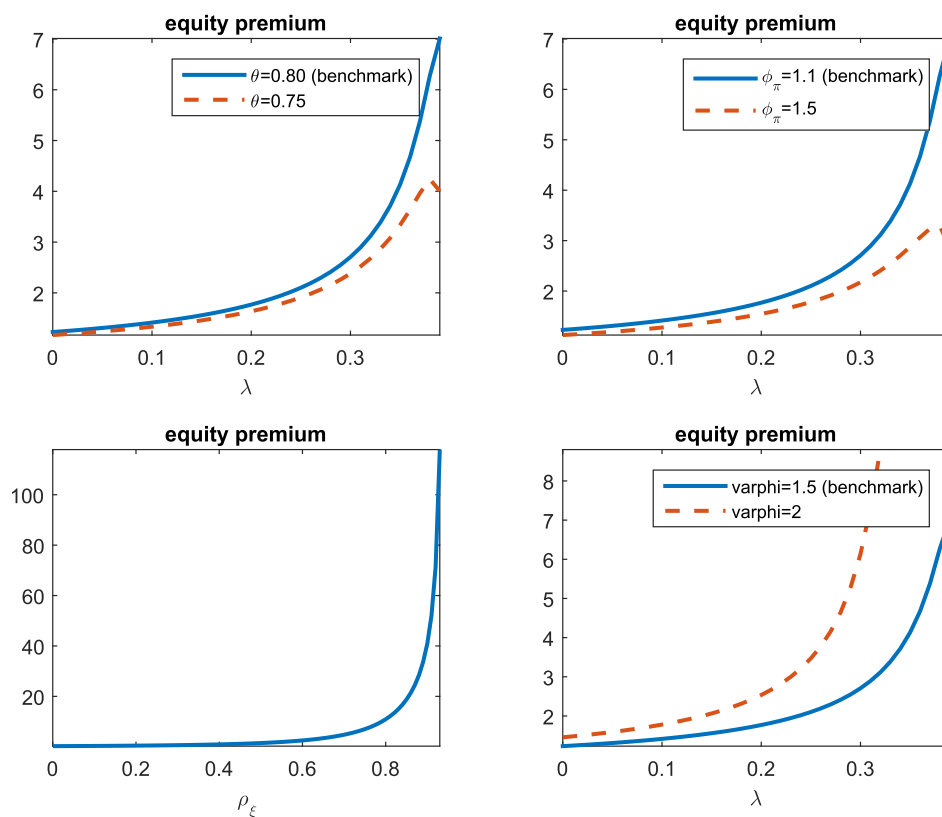 equity premium
7
6
5
4
3
2
θ=0.80 (benchmark)
θ=0.75
0 0.1 0.2 0.3
λ
equity premium
7
6
5
4
3
2
ϕ_π=1.1 (benchmark)
ϕ_π=1.5
0 0.1 0.2 0.3
λ
equity premium
100
80
60
40
20
0 0.2 0.4 0.6 0.8
ρ_ξ
equity premium
8
7
6
5
4
3
2
varphi=1.5 (benchmark)
varphi=2
0 0.1 0.2 0.3
λ